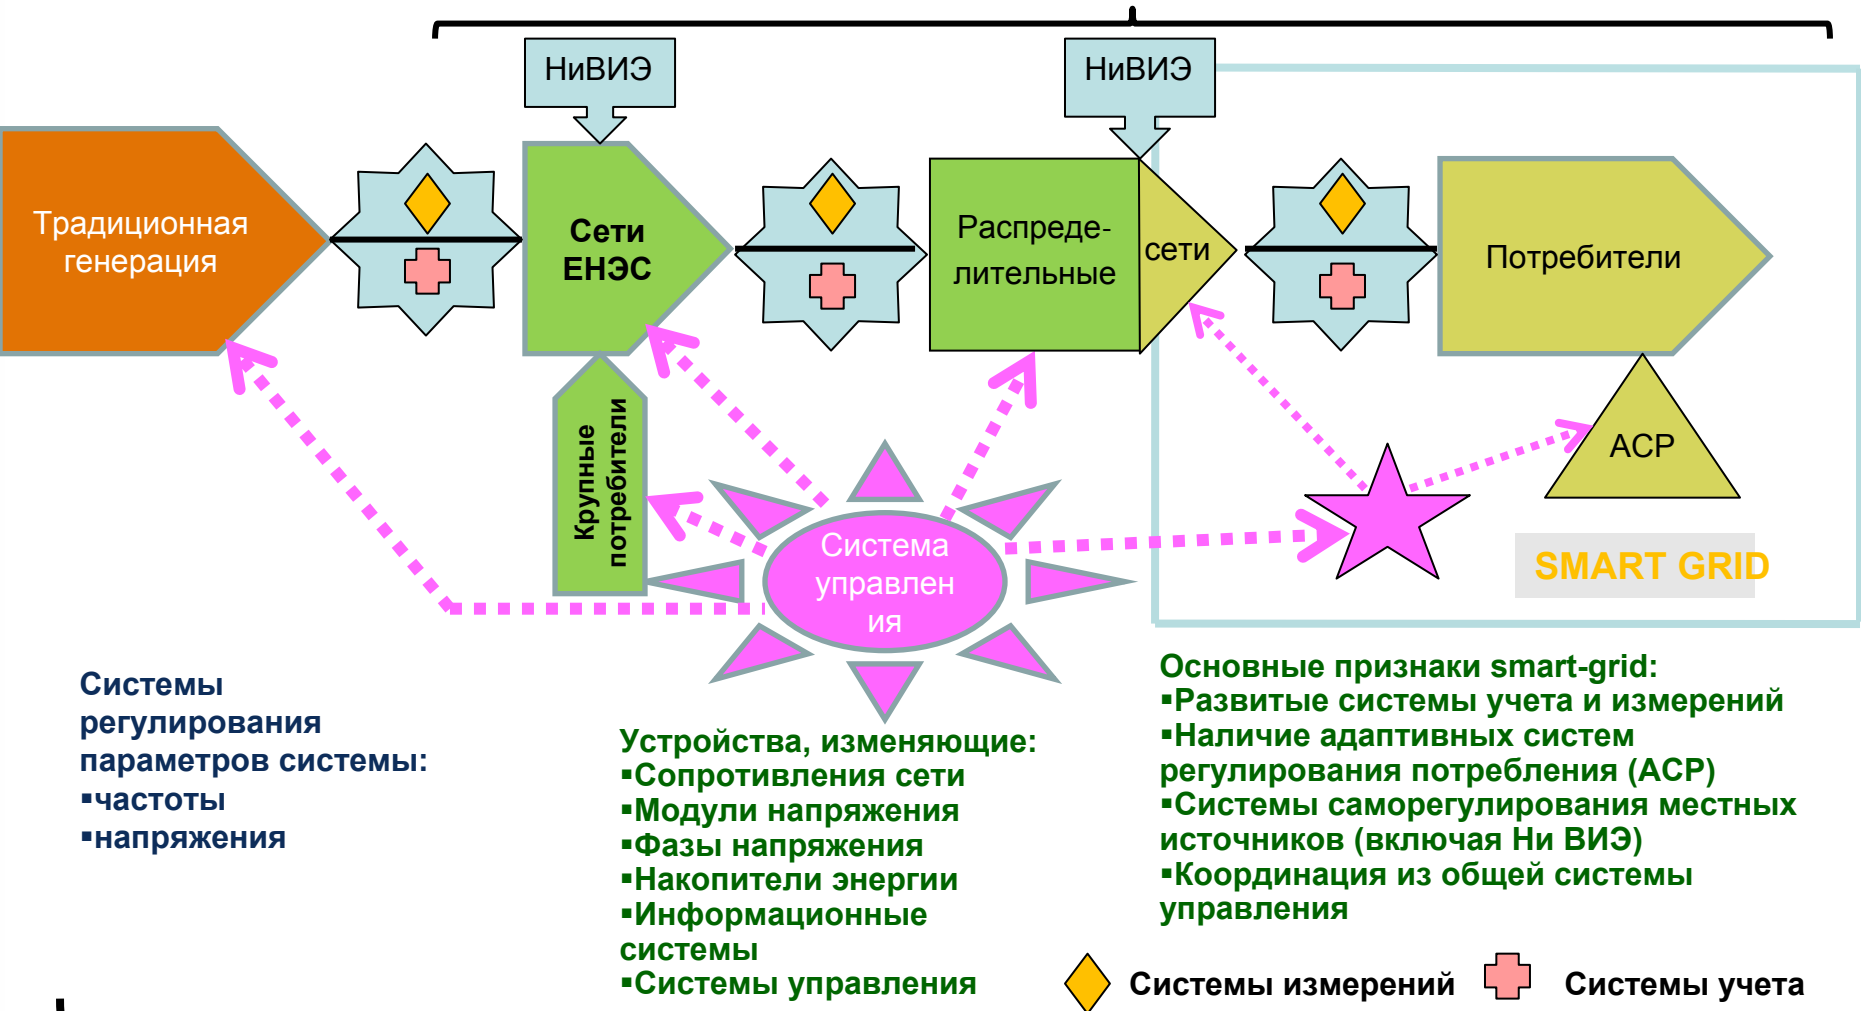 НиВИЭ
НиВИЭ
Традиционная
генерация
Сети
ЕНЭС
Распреде-
лительные
сети
Потребители
Крупные
потребители
АСР
Система
управлен
ия
SMART GRID
Системы
регулирования
параметров системы:
▪частоты
▪напряжения
Устройства, изменяющие:
▪Сопротивления сети
▪Модули напряжения
▪Фазы напряжения
▪Накопители энергии
▪Информационные
системы
▪Системы управления
Основные признаки smart-grid:
▪Развитые системы учета и измерений
▪Наличие адаптивных систем
регулирования потребления (АСР)
▪Системы саморегулирования местных
источников (включая Ни ВИЭ)
▪Координация из общей системы
управления
Системы измерений
Системы учета